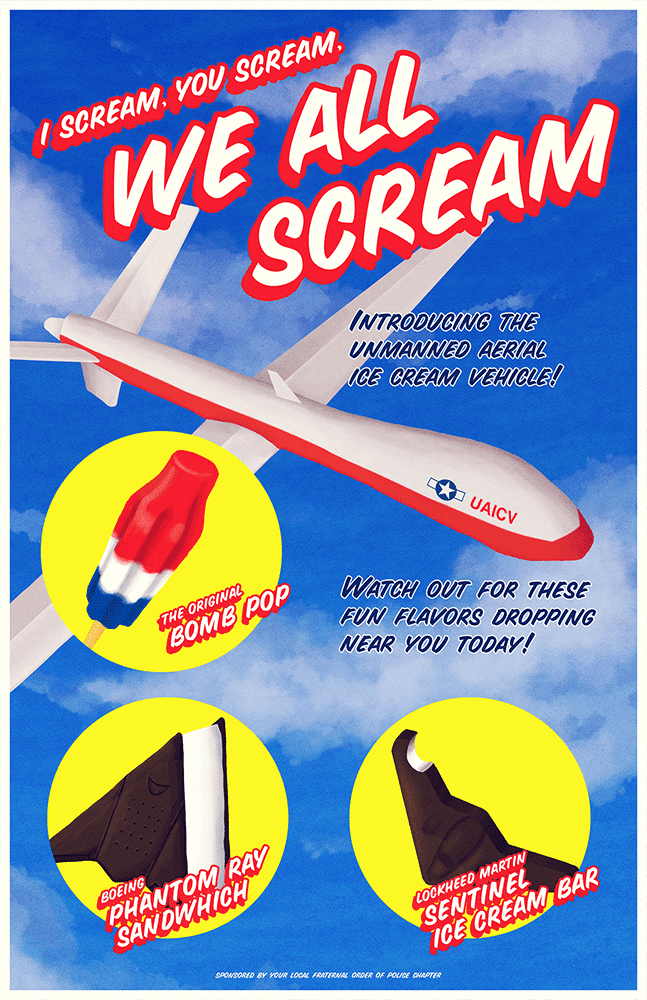 I SCREAM, YOU SCREAM,
WE ALL
SCREAM
INTRODUCING THE
UNMANNED AERIAL
ICE CREAM VEHICLE!
UAICV
THE ORIGINAL
BOMB POP
WATCH OUT FOR THESE
FUN FLAVORS DROPPING
NEAR YOU TODAY!
BOEING
PHANTOM RAY
SANDWHICH
LOCKHEED MARTIN
SENTINEL
ICE CREAM BAR
SPONSORED BY YOUR LOCAL FRATERNAL ORDER OF POLICE CHAPTER